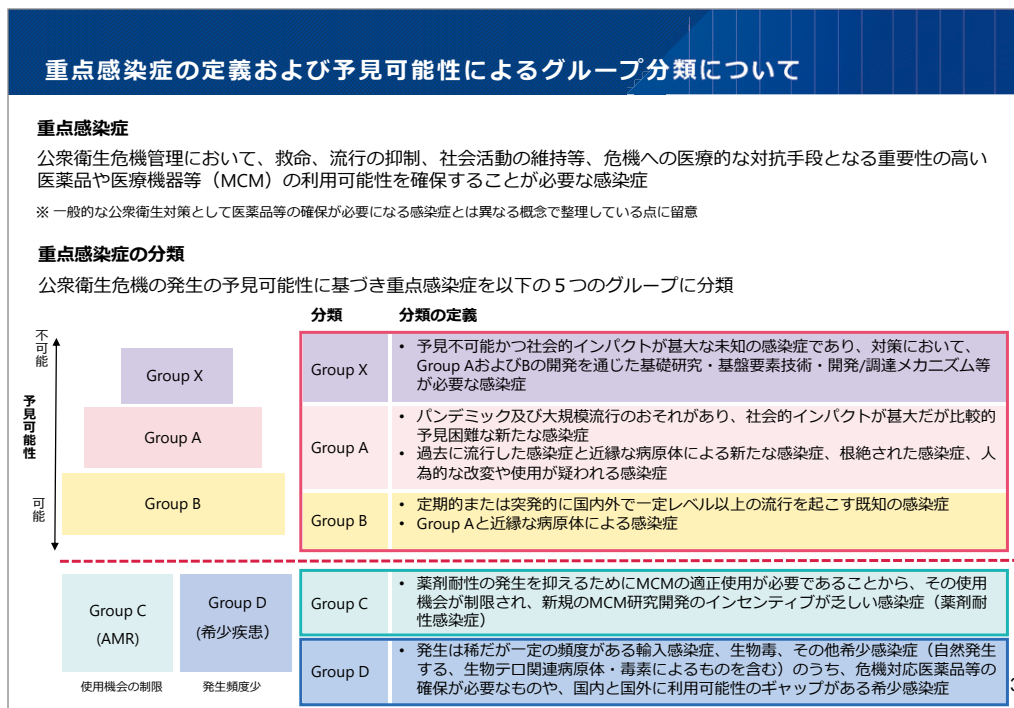 重点感染症の定義および予見可能性によるグループ分類について
重点感染症
公衆衛生危機管理において、救命、流行の抑制、社会活動の維持等、危機への医療的な対抗手段となる重要性の高い
医薬品や医療機器等（MCM）の利用可能性を確保することが必要な感染症
※ 一般的な公衆衛生対策として医薬品等の確保が必要になる感染症とは異なる概念で整理している点に留意
重点感染症の分類
公衆衛生危機の発生の予見可能性に基づき重点感染症を以下の５つのグループに分類
分類
分類の定義
不可能
予見可能性
可能
Group X
Group A
Group B
Group X
• 予見不可能かつ社会的インパクトが甚大な未知の感染症であり、対策において、
Group AおよびBの開発を通じた基礎研究・基盤要素技術・開発/調達メカニズム等
が必要な感染症
Group A
• パンデミック及び大規模流行のおそれがあり、社会的インパクトが甚大だが比較的
予見困難な新たな感染症
• 過去に流行した感染症と近縁な病原体による新たな感染症、根絶された感染症、人
為的な改変や使用が疑われる感染症
Group B
• 定期的または突発的に国内外で一定レベル以上の流行を起こす既知の感染症
• Group Aと近縁な病原体による感染症
Group C
(AMR)
使用機会の制限
Group D
(希少疾患)
発生頻度少
Group C
• 薬剤耐性の発生を抑えるためにMCMの適正使用が必要であることから、その使用
機会が制限され、新規のMCM研究開発のインセンティブが乏しい感染症（薬剤耐
性感染症）
Group D
• 発生は稀だが一定の頻度がある輸入感染症、生物毒、その他希少感染症（自然発生
する、生物テロ関連病原体・毒素によるものを含む）のうち、危機対応医薬品等の
確保が必要なものや、国内と国外に利用可能性のギャップがある希少感染症